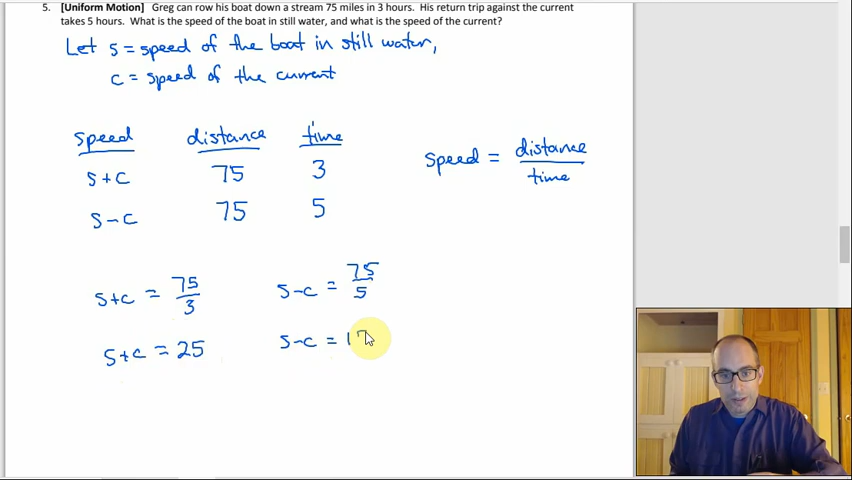 5. [Uniform Motion] Greg can row his boat down a stream 75 miles in 3 hours. His return trip against the current
takes 5 hours. What is the speed of the boat in still water, and what is the speed of the current?
Let s = speed of the boat in still water,
c = speed of the current
speed distance time
s+c 75 3
s-c 75 5
speed = distance/time
s+c = 75/3 s-c = 75/5
s+c = 25 s-c = 1